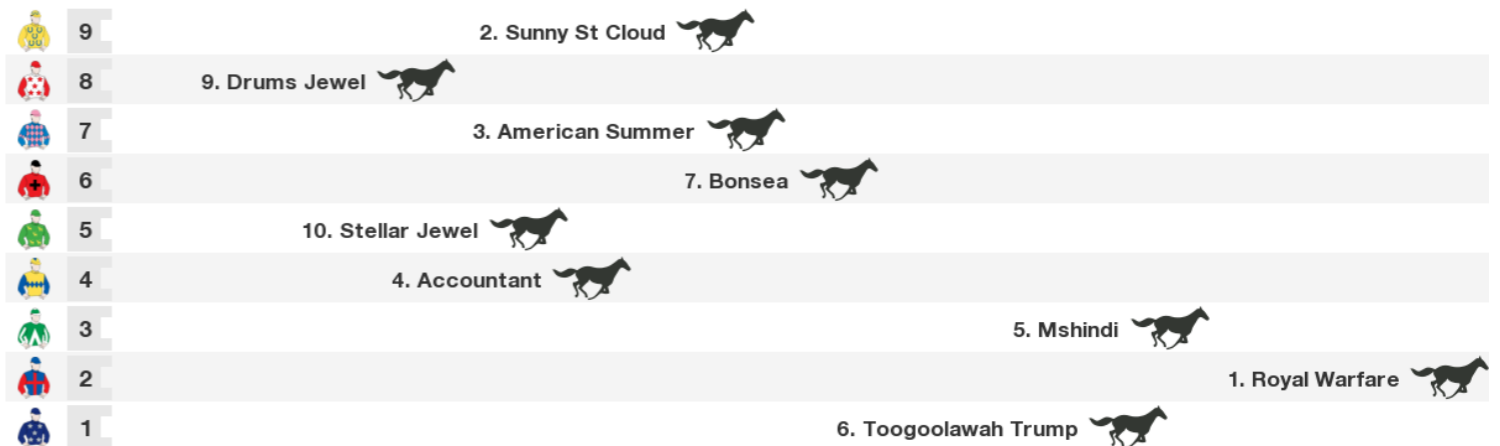 9 2. Sunny St Cloud
8 9. Drums Jewel
7 3. American Summer
6 7. Bonsea
5 10. Stellar Jewel
4 4. Accountant
3 5. Mshindi
2 1. Royal Warfare
1 6. Toogoolawah Trump